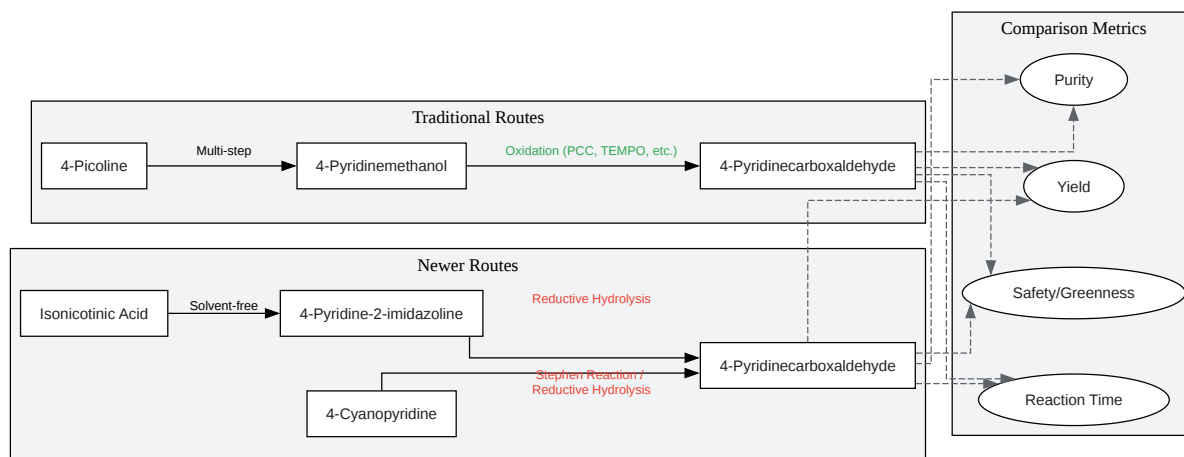 Comparison Metrics
Purity
Traditional Routes
4-Picoline
Multi-step
4-Pyridinemethanol
Oxidation (PCC, TEMPO, etc.)
4-Pyridinecarboxaldehyde
Yield
Newer Routes
Isonicotinic Acid
Solvent-free
4-Pyridine-2-imidazoline
Reductive Hydrolysis
Safety/Greenness
4-Pyridinecarboxaldehyde
Stephen Reaction /
Reductive Hydrolysis
4-Cyanopyridine
Reaction Time